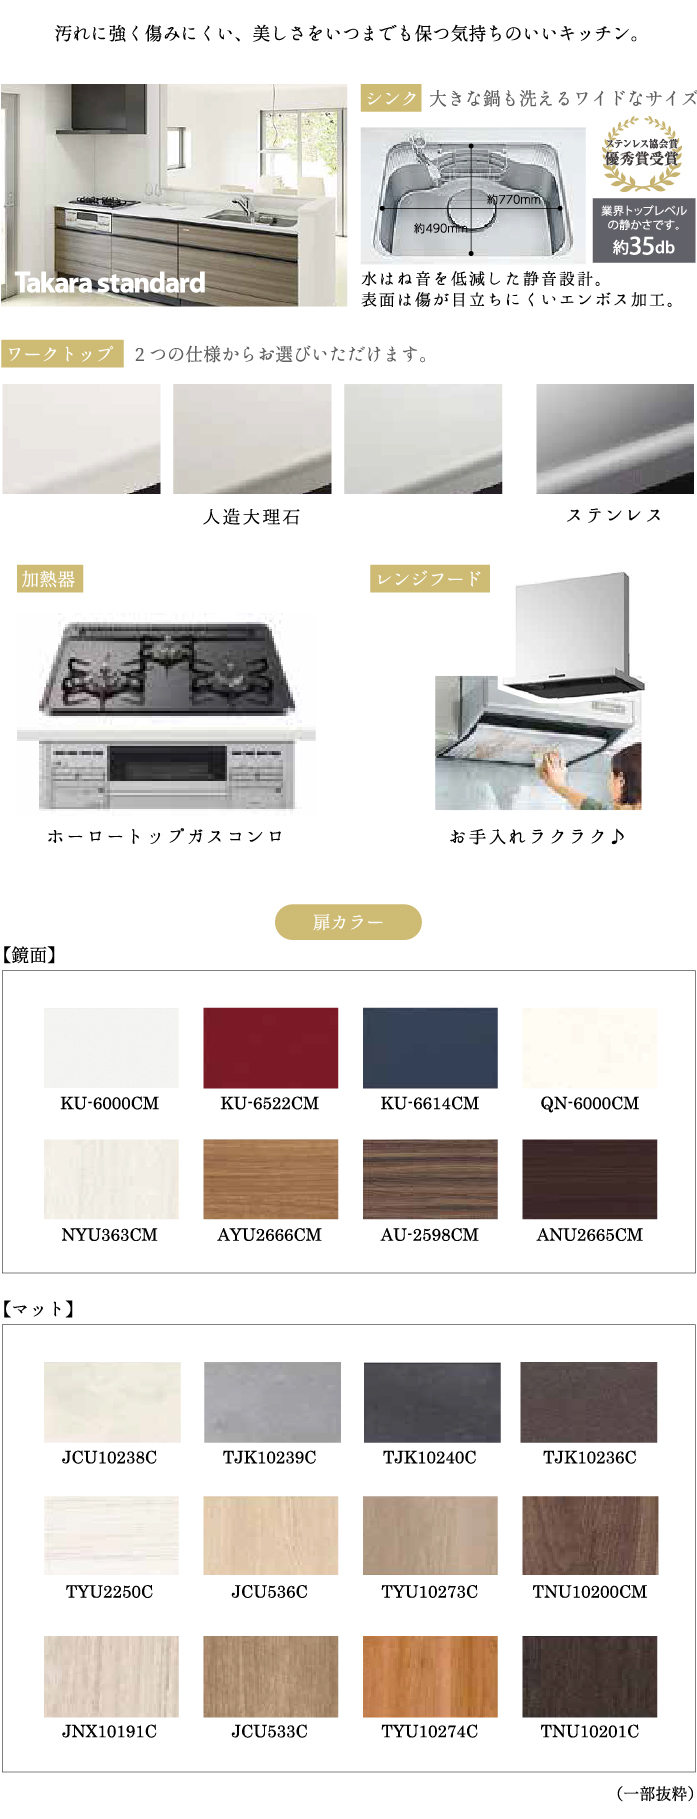 汚れに強く傷みにくい、美しさをいつまでも保つ気持ちのいいキッチン。
Takara standard
シンク 大きな鍋も洗えるワイドなサイズ
約770mm
約490mm
ステンレス協会賞
優秀賞受賞
業界トップレベル
の静かさです。
約35db
水はね音を低減した静音設計。
表面は傷が目立ちにくいエンボス加工。
ワークトップ 2つの仕様からお選びいただけます。
人造大理石 ステンレス
加熱器
ホーロートップガスコンロ
レンジフード
お手入れラクラク♪
扉カラー
【鏡面】
KU-6000CM KU-6522CM KU-6614CM QN-6000CM
NYU363CM AYU2666CM AU-2598CM ANU2665CM
【マット】
JCU10238C TJK10239C TJK10240C TJK10236C
TYU2250C JCU536C TYU10273C TNU10200CM
JNX10191C JCU533C TYU10274C TNU10201C
（一部抜粋）